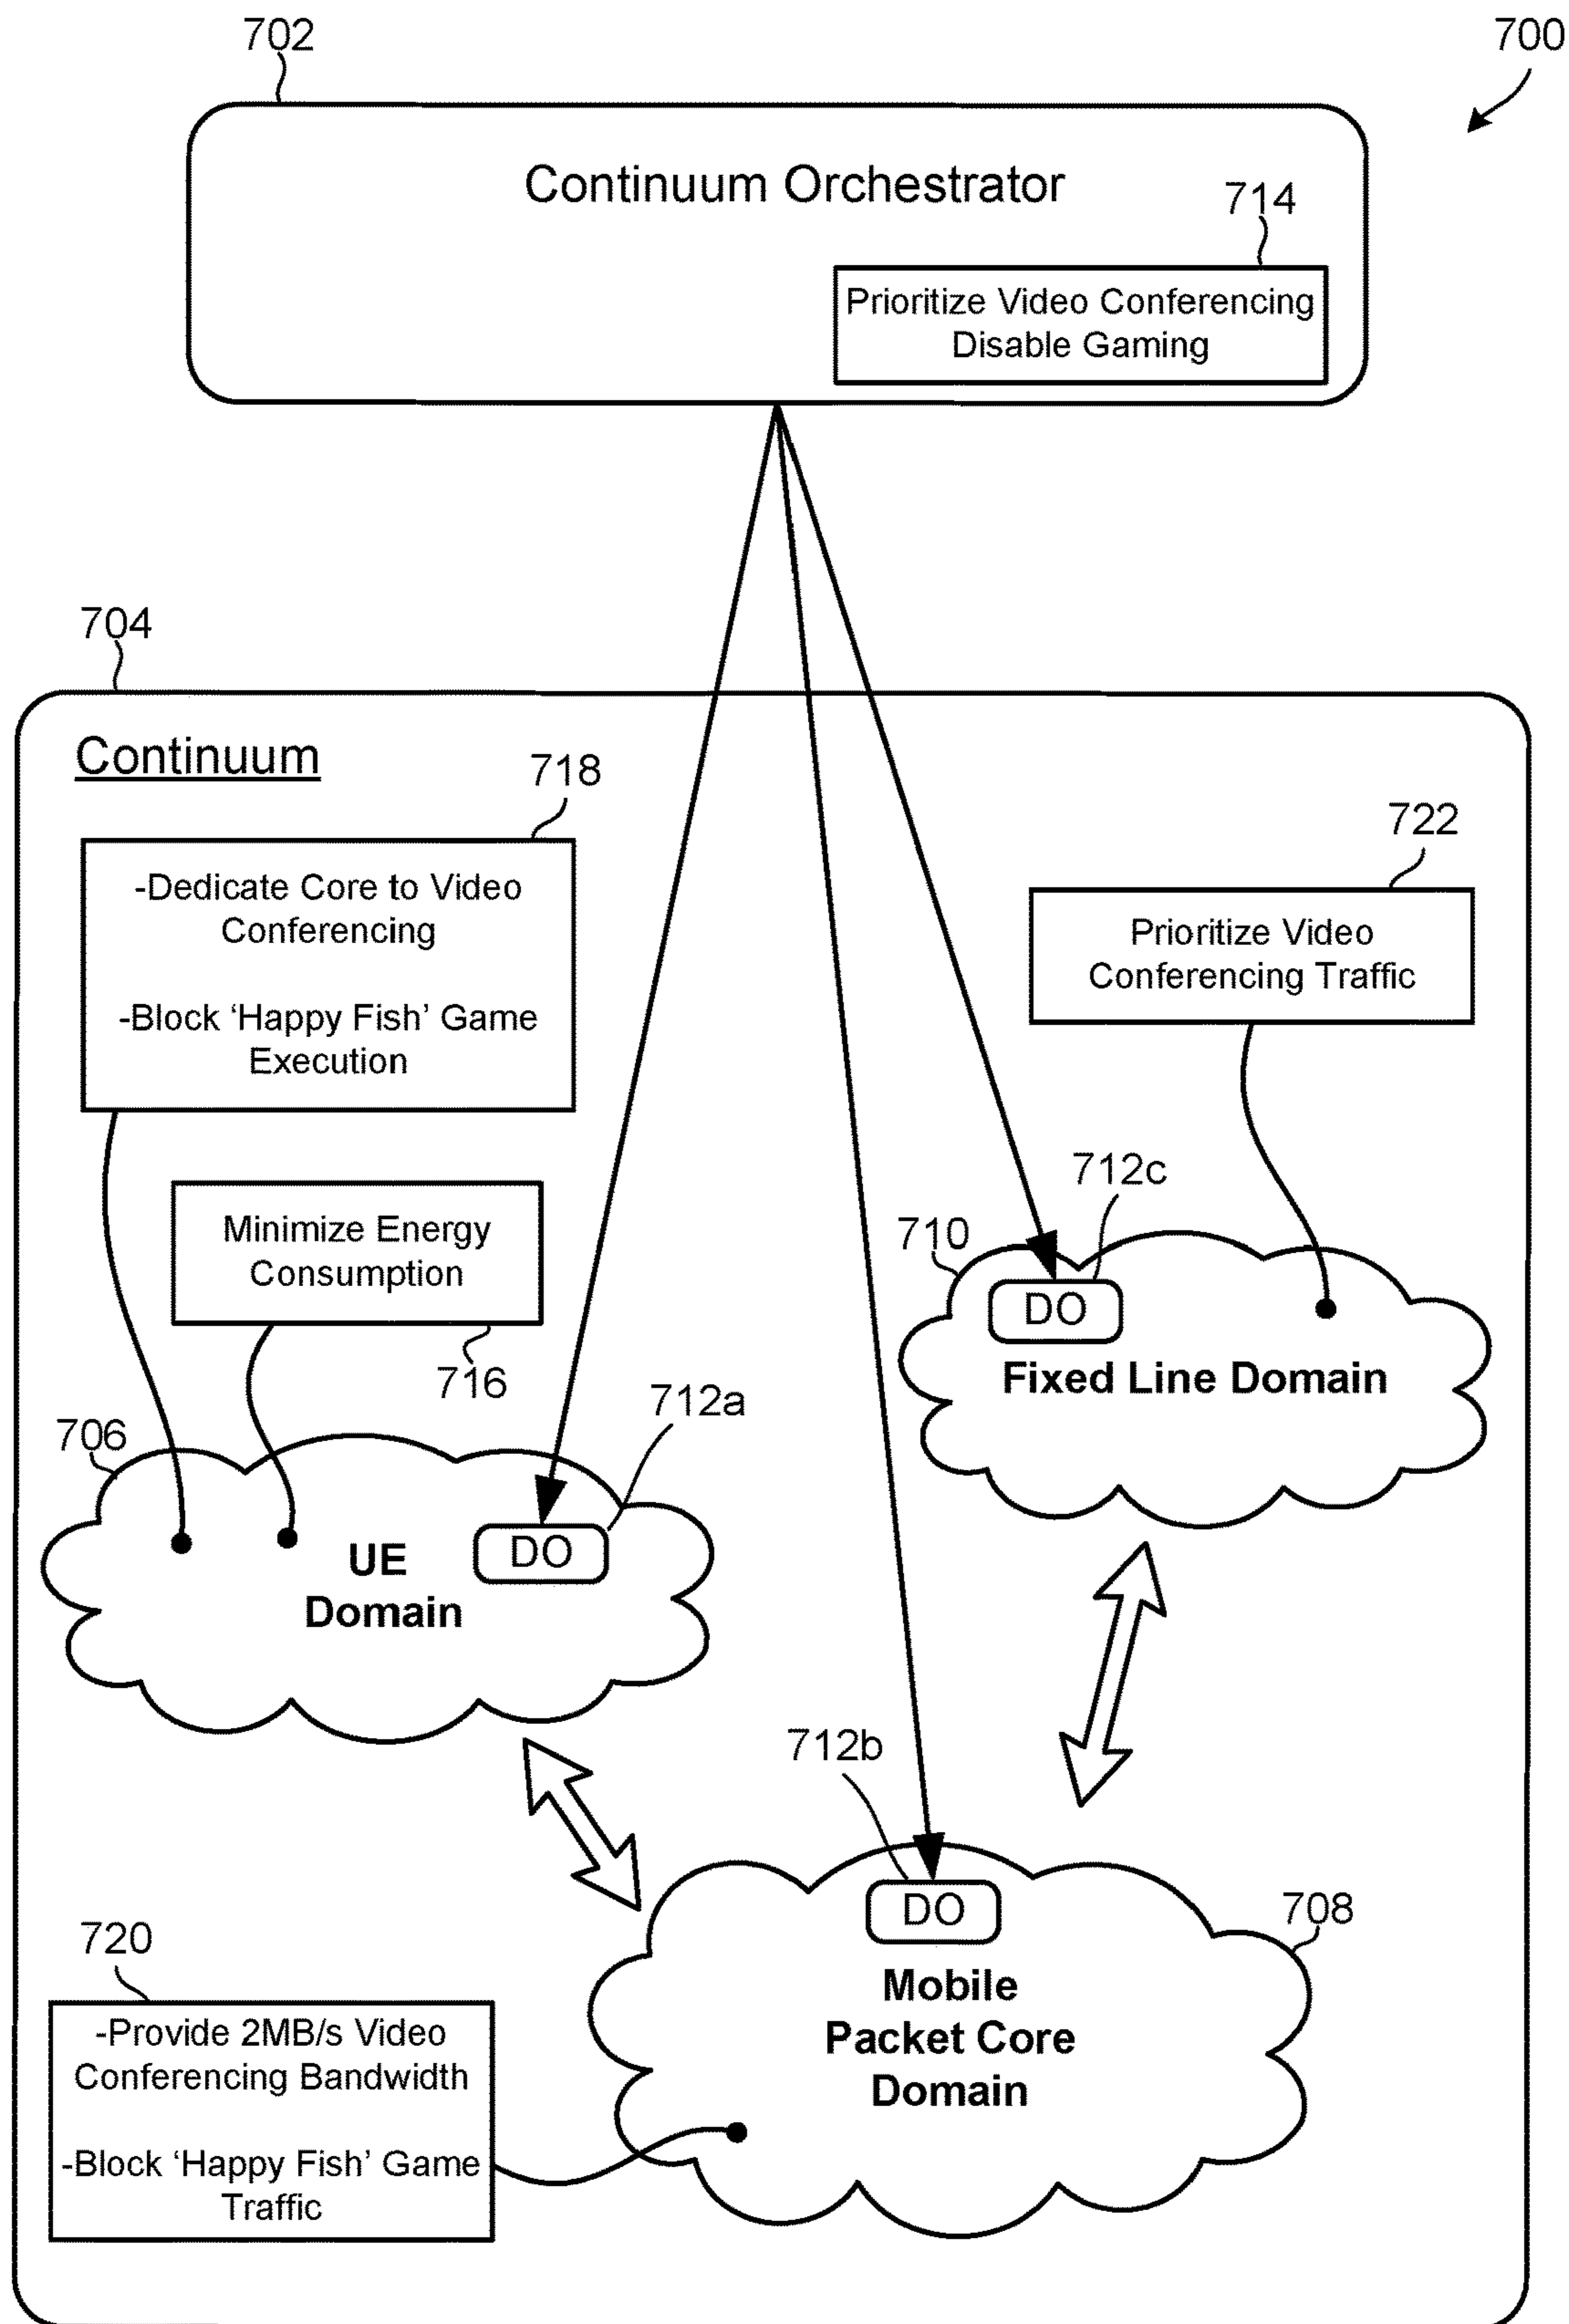 702
700
Continuum Orchestrator
714
Prioritize Video Conferencing
Disable Gaming
704
Continuum
718
-Dedicate Core to Video
Conferencing
-Block ‘Happy Fish’ Game
Execution
722
Prioritize Video
Conferencing Traffic
Minimize Energy
Consumption
716
712c
710
DO
Fixed Line Domain
712a
706
DO
UE
Domain
712b
DO
708
Mobile
Packet Core
Domain
720
-Provide 2MB/s Video
Conferencing Bandwidth
-Block ‘Happy Fish’ Game
Traffic